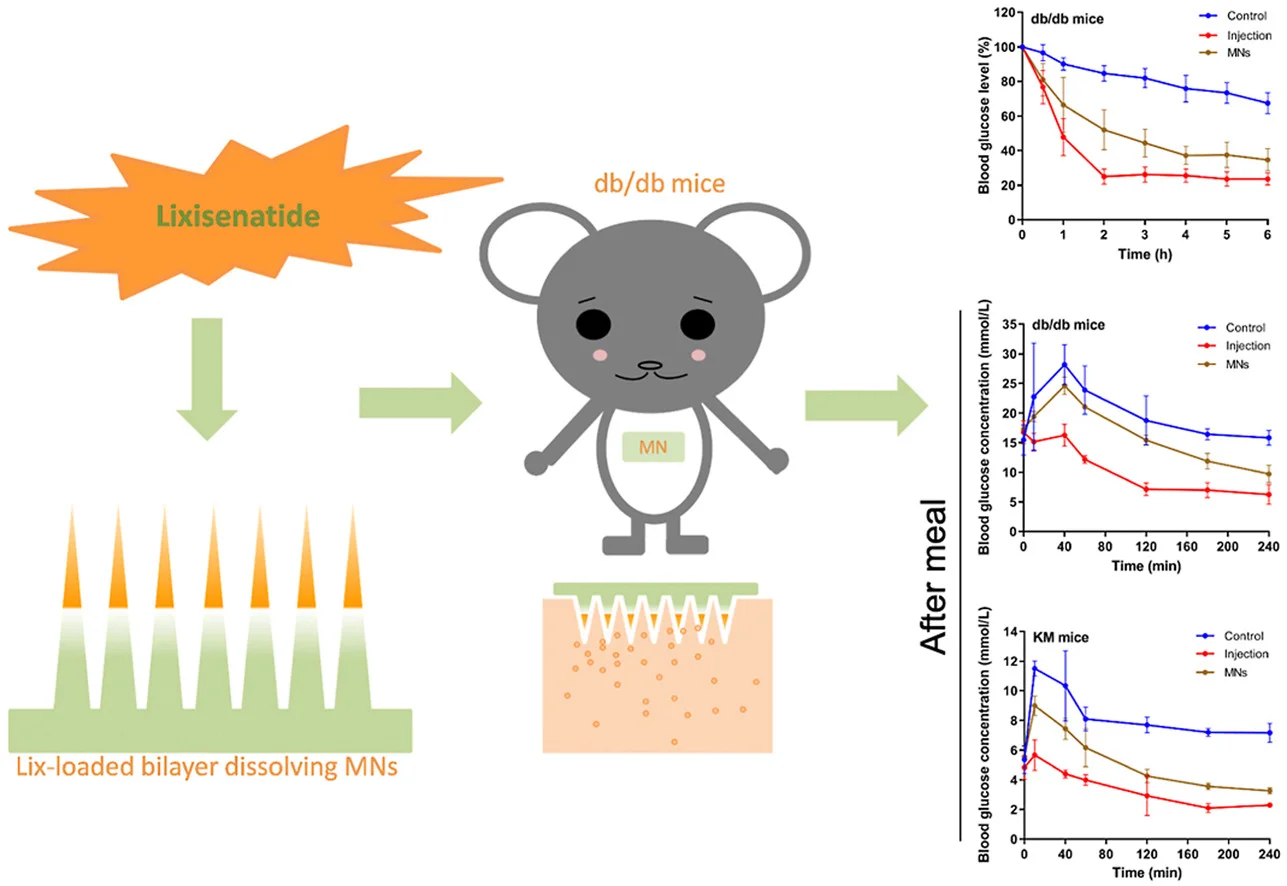 Lixisenatide
Lix-loaded bilayer dissolving MNs
db/db mice
MN
After meal
db/db mice
Control
Injection
MNs
Blood glucose level (%)
120
100
80
60
40
20
0
0 1 2 3 4 5 6
Time (h)
db/db mice
Control
Injection
MNs
Blood glucose concentration (mmol/L)
35
30
25
20
15
10
5
0
0 40 80 120 160 200 240
Time (min)
KM mice
Control
Injection
MNs
Blood glucose concentration (mmol/L)
14
12
10
8
6
4
2
0
0 40 80 120 160 200 240
Time (min)